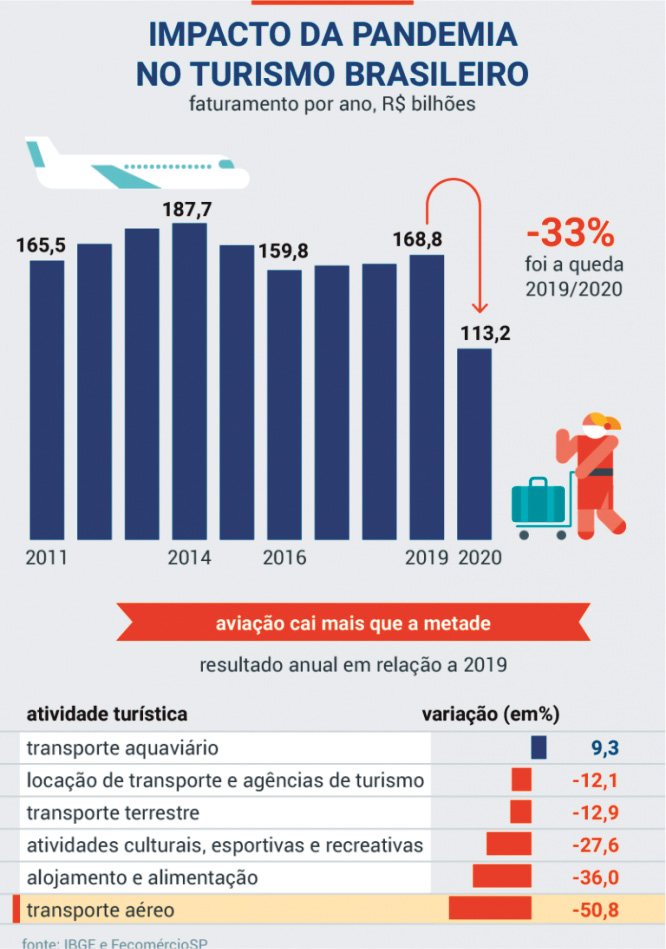 IMPACTO DA PANDEMIA
NO TURISMO BRASILEIRO
faturamento por ano, R$ bilhões
187,7
165,5
159,8
168,8
-33%
foi a queda
2019/2020
113,2
2011 2014 2016 2019 2020
aviação cai mais que a metade
resultado anual em relação a 2019
atividade turística variação (em%)
transporte aquaviário 9,3
locação de transporte e agências de turismo -12,1
transporte terrestre -12,9
atividades culturais, esportivas e recreativas -27,6
alojamento e alimentação -36,0
transporte aéreo -50,8
fonte: IBGE e FecomércioSP